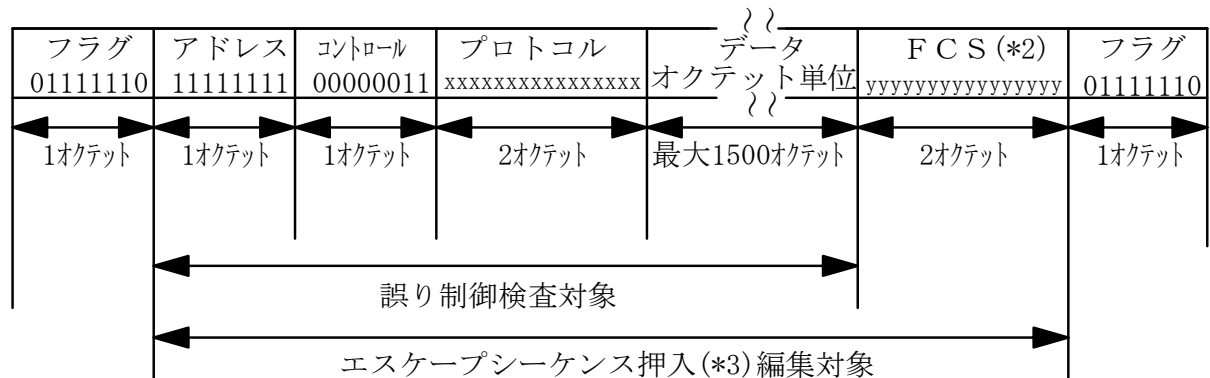 フラグ アドレス コントロール プロトコル データ ＦＣＳ(*2) フラグ
01111110 11111111 00000011 xxxxxxxxxxxxxxxx オクテット単位 yyyyyyyyyyyyyyyy 01111110
1オクテット 1オクテット 1オクテット 2オクテット 最大1500オクテット 2オクテット 1オクテット
誤り制御検査対象
エスケープシーケンス押入(*3)編集対象